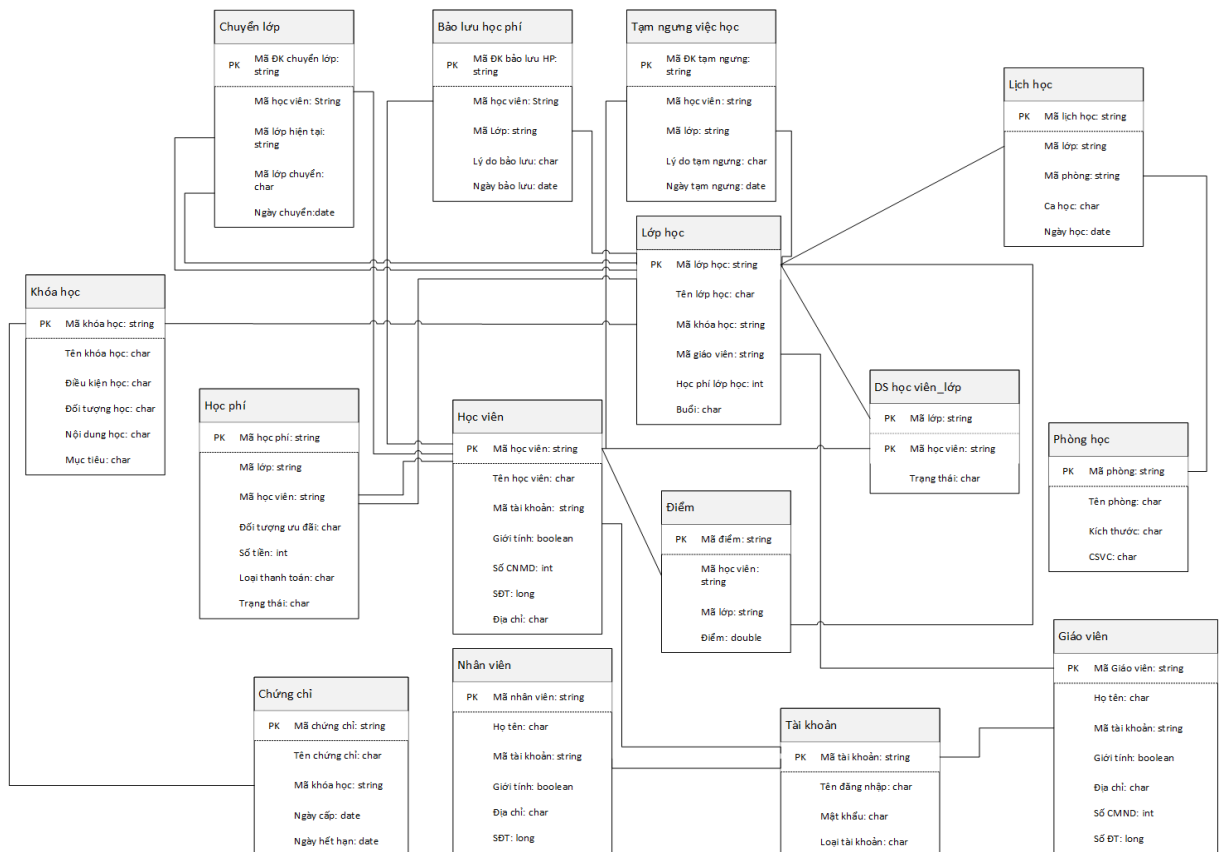 Chuyển lớp
PK Mã ĐK chuyển lớp:
string
Mã học viên: String
Mã lớp hiện tại:
string
Mã lớp chuyển:
char
Ngày chuyển:date
Bảo lưu học phí
PK Mã ĐK bảo lưu HP:
string
Mã học viên: String
Mã Lớp: string
Lý do bảo lưu: char
Ngày bảo lưu: date
Tạm ngưng việc học
PK Mã ĐK tạm ngưng:
string
Mã học viên: string
Mã lớp: string
Lý do tạm ngưng: char
Ngày tạm ngưng: date
Lịch học
PK Mã lịch học: string
Mã lớp: string
Mã phòng: string
Ca học: char
Ngày học: date
Lớp học
PK Mã lớp học: string
Tên lớp học: char
Mã khóa học: string
Mã giáo viên: string
Học phí lớp học: int
Buổi: char
Khóa học
PK Mã khóa học: string
Tên khóa học: char
Điều kiện học: char
Đối tượng học: char
Nội dung học: char
Mục tiêu: char
Học phí
PK Mã học phí: string
Mã lớp: string
Mã học viên: string
Đối tượng ưu đãi: char
Số tiền: int
Loại thanh toán: char
Trạng thái: char
Học viên
PK Mã học viên: string
Tên học viên: char
Mã tài khoản: string
Giới tính: boolean
Số CNMD: int
SĐT: long
Địa chỉ: char
DS học viên_lớp
PK Mã lớp: string
PK Mã học viên: string
Trạng thái: char
Phòng học
PK Mã phòng: string
Tên phòng: char
Kích thước: char
CSVC: char
Điểm
PK Mã điểm: string
Mã học viên:
string
Mã lớp: string
Điểm: double
Chứng chỉ
PK Mã chứng chỉ: string
Tên chứng chỉ: char
Mã khóa học: string
Ngày cấp: date
Ngày hết hạn: date
Nhân viên
PK Mã nhân viên: string
Họ tên: char
Mã tài khoản: string
Giới tính: boolean
Địa chỉ: char
SĐT: long
Tài khoản
PK Mã tài khoản: string
Tên đăng nhập: char
Mật khẩu: char
Loại tài khoản: char
Giáo viên
PK Mã Giáo viên: string
Họ tên: char
Mã tài khoản: string
Giới tính: boolean
Địa chỉ: char
Số CMND: int
Số ĐT: long